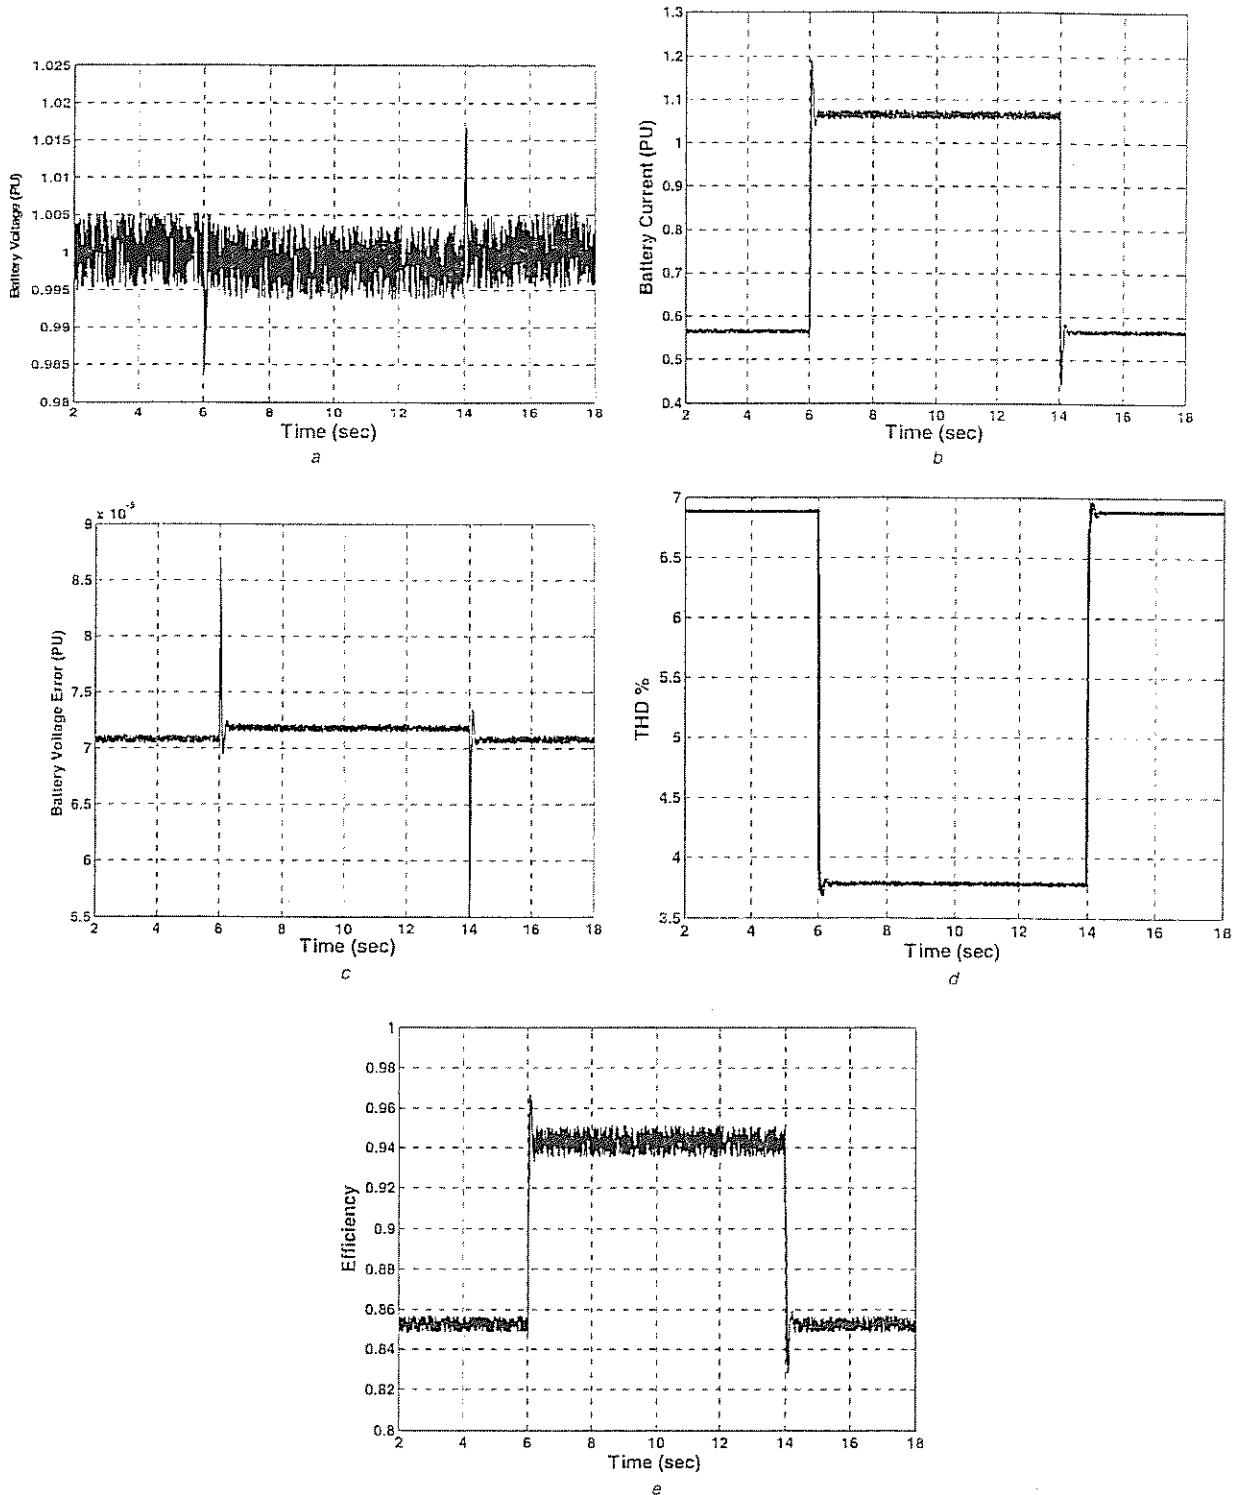 1.025
1.02
1.015
1.01
1.005
1
0.995
0.99
0.985
0.98
Battery Voltage (PU)
2 4 6 8 10 12 14 16 18
Time (sec)
a
1.3
1.2
1.1
1
0.9
0.8
0.7
0.6
0.5
0.4
Battery Current (PU)
2 4 6 8 10 12 14 16 18
Time (sec)
b
x 10⁻⁵
9
8.5
8
7.5
7
6.5
6
5.5
Battery Voltage Error (PU)
2 4 6 8 10 12 14 16 18
Time (sec)
c
7
6.5
6
5.5
5
4.5
4
3.5
THD %
2 4 6 8 10 12 14 16 18
Time (sec)
d
1
0.98
0.96
0.94
0.92
0.9
0.88
0.86
0.84
0.82
0.8
Efficiency
2 4 6 8 10 12 14 16 18
Time (sec)
e